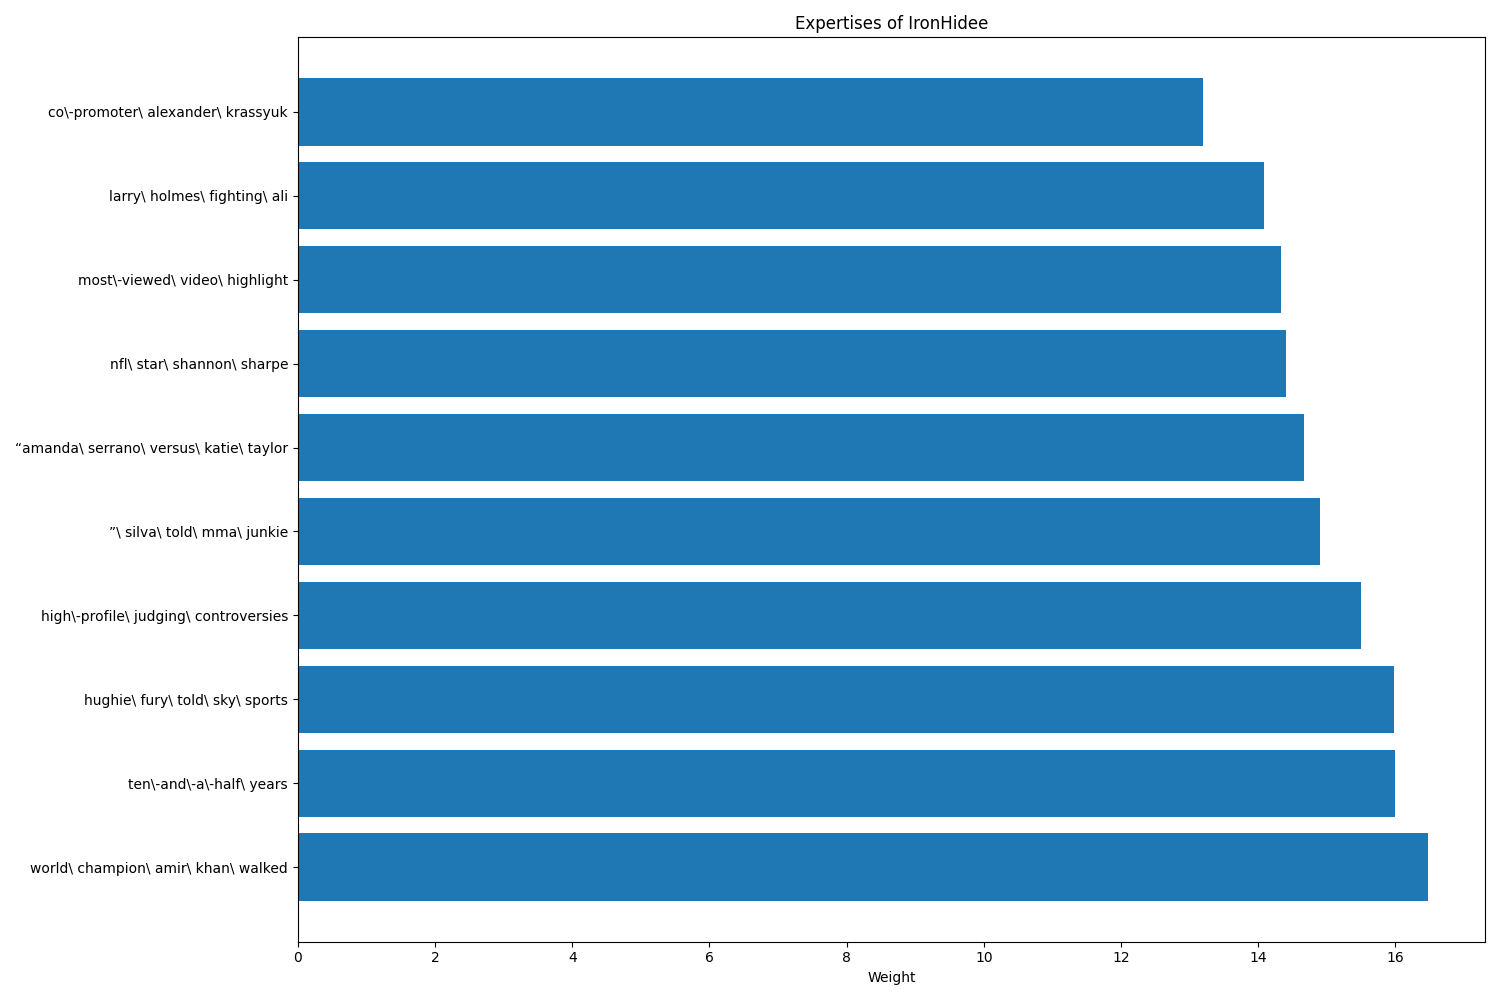 Expertises of IronHidee
co\-promoter\ alexander\ krassyuk
larry\ holmes\ fighting\ ali
most\-viewed\ video\ highlight
nfl\ star\ shannon\ sharpe
“amanda\ serrano\ versus\ katie\ taylor
”\ silva\ told\ mma\ junkie
high\-profile\ judging\ controversies
hughie\ fury\ told\ sky\ sports
ten\-and\-a\-half\ years
world\ champion\ amir\ khan\ walked
0 2 4 6 8 10 12 14 16
Weight